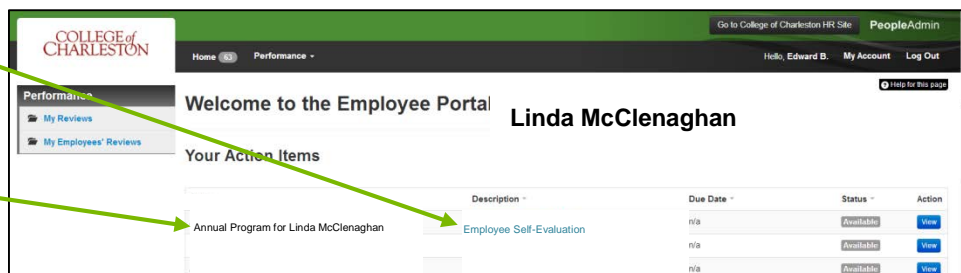 COLLEGE of
CHARLESTON
Go to College of Charleston HR Site PeopleAdmin
Home 63 Performance
Hello, Edward B. My Account Log Out
Help for this page
Performance
My Reviews
My Employees' Reviews
Welcome to the Employee Portal
Linda McClenaghan
Your Action Items
Description Due Date Status Action
Annual Program for Linda McClenaghan Employee Self-Evaluation n/a Available View
n/a Available View
n/a Available View